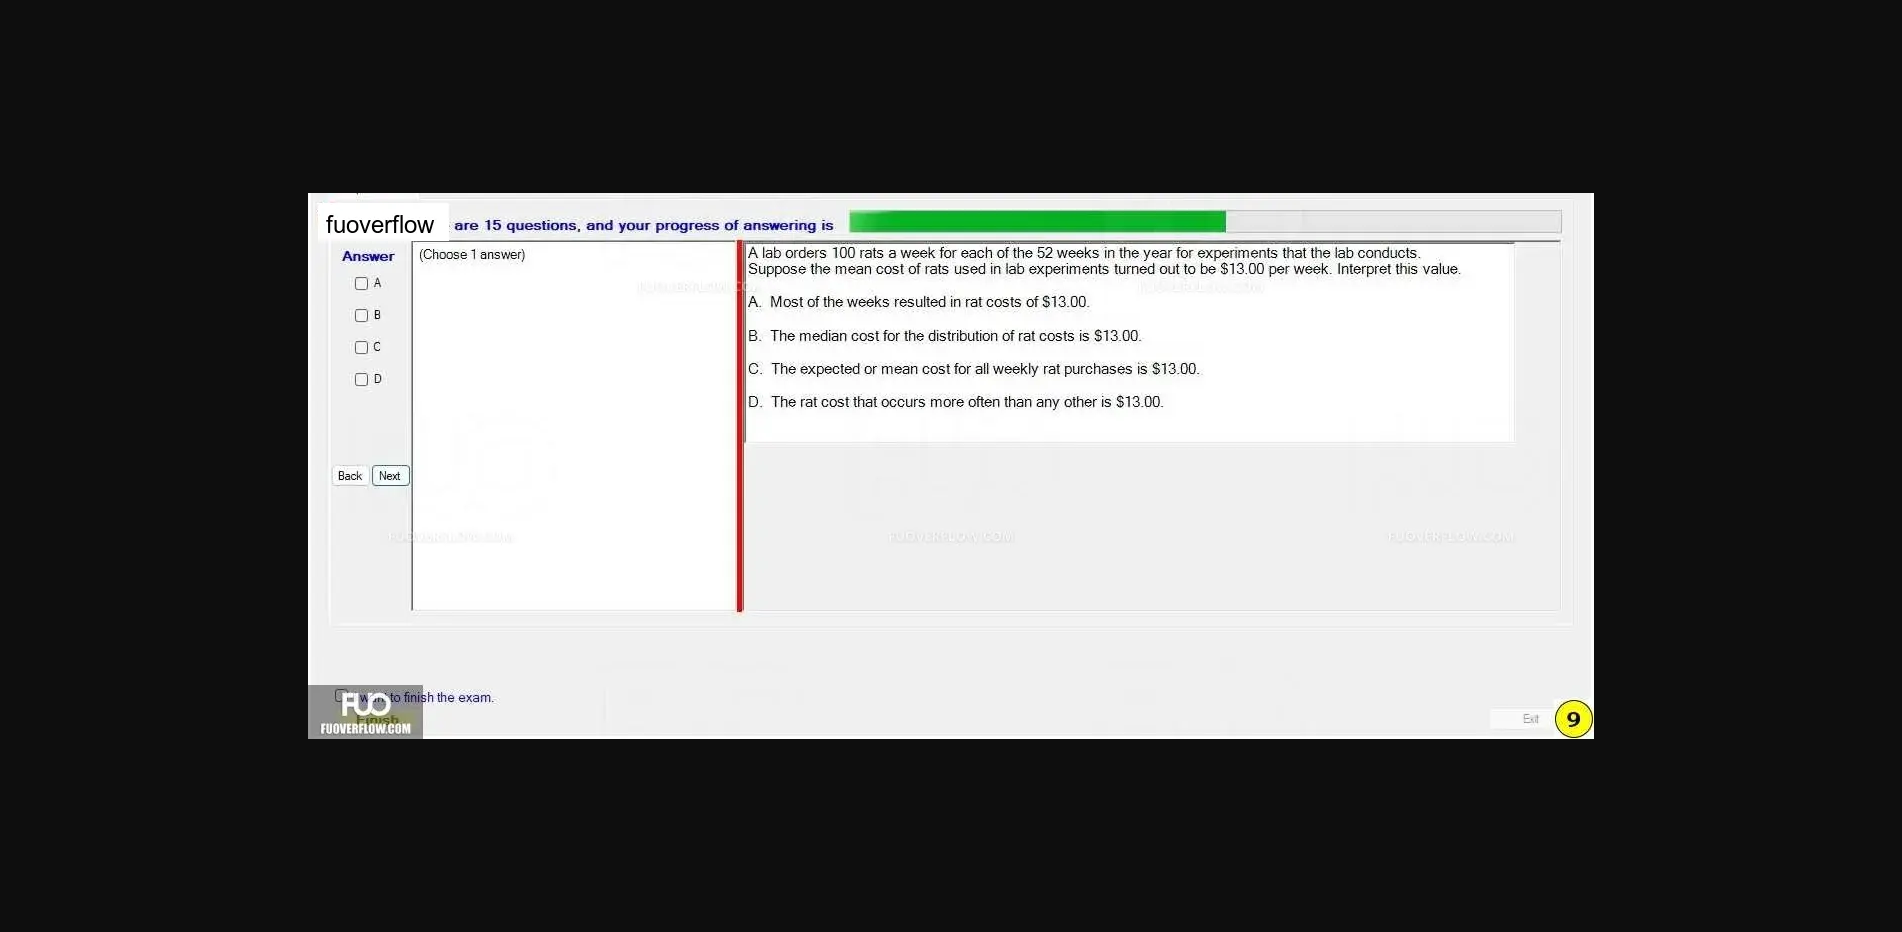 fuoverflow are 15 questions, and your progress of answering is
Answer
(Choose 1 answer)
A
B
C
D
Back Next
A lab orders 100 rats a week for each of the 52 weeks in the year for experiments that the lab conducts.
Suppose the mean cost of rats used in lab experiments turned out to be $13.00 per week. Interpret this value.
A. Most of the weeks resulted in rat costs of $13.00.
B. The median cost for the distribution of rat costs is $13.00.
C. The expected or mean cost for all weekly rat purchases is $13.00.
D. The rat cost that occurs more often than any other is $13.00.
FUOVERFLOW.COM FUOVERFLOW.COM
FUOVERFLOW.COM FUOVERFLOW.COM FUOVERFLOW.COM
I want to finish the exam.
Finish
FUO
FUOVERFLOW.COM
Exit
9